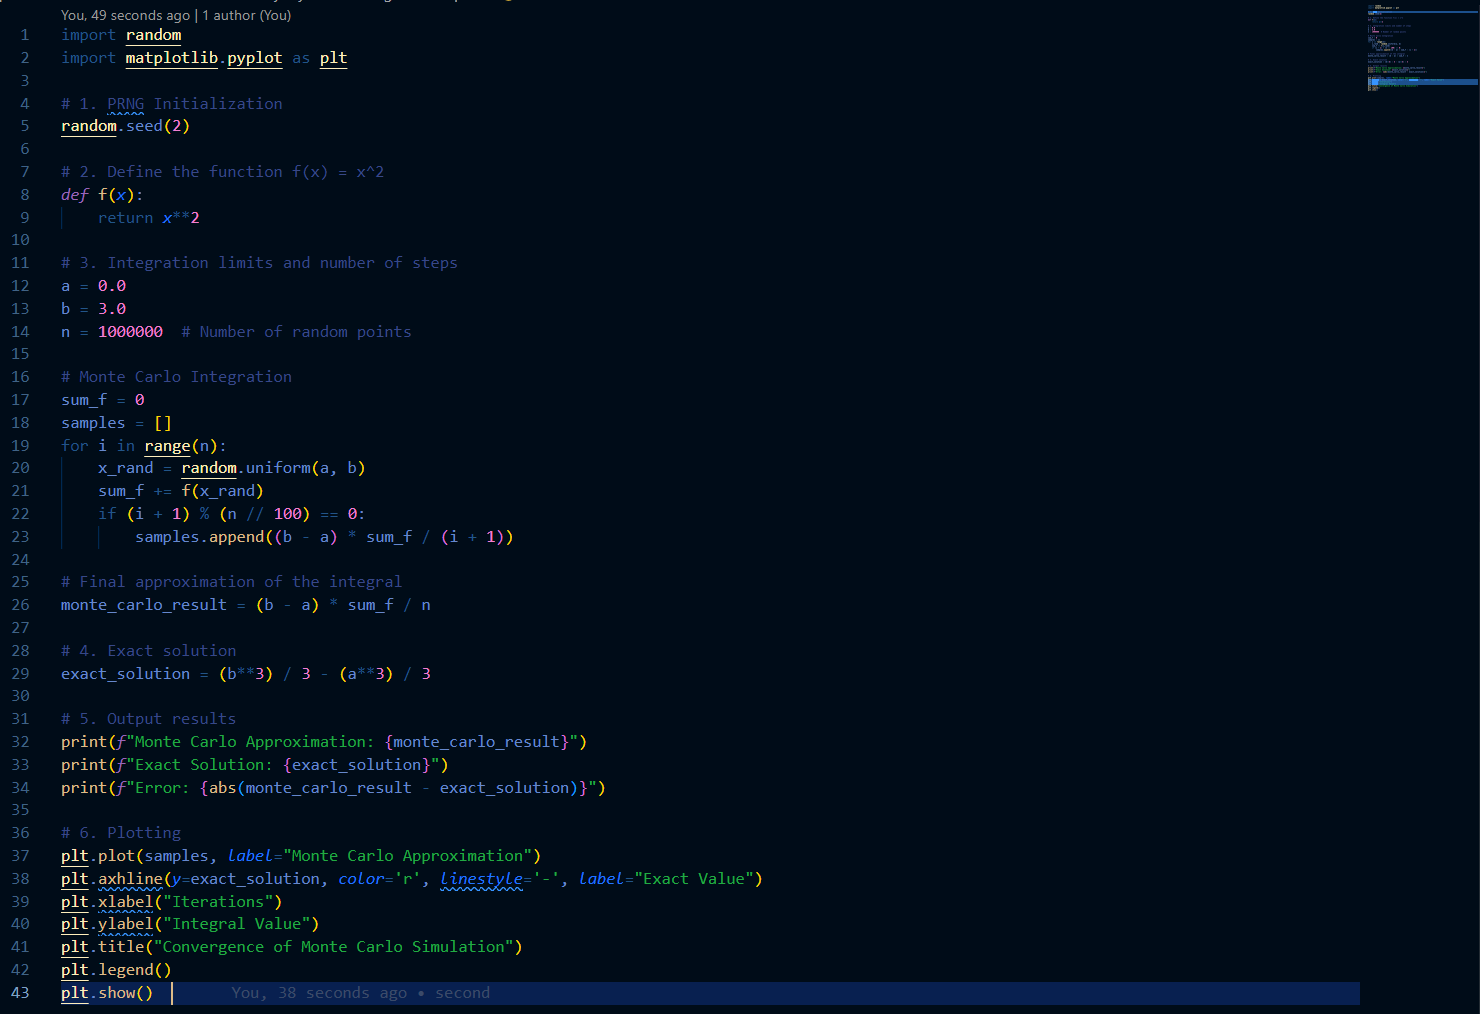 You, 49 seconds ago | 1 author (You)
1 import random
2 import matplotlib.pyplot as plt
3
4 # 1. PRNG Initialization
5 random.seed(2)
6
7 # 2. Define the function f(x) = x^2
8 def f(x):
9     return x**2
10
11 # 3. Integration limits and number of steps
12 a = 0.0
13 b = 3.0
14 n = 1000000  # Number of random points
15
16 # Monte Carlo Integration
17 sum_f = 0
18 samples = []
19 for i in range(n):
20     x_rand = random.uniform(a, b)
21     sum_f += f(x_rand)
22     if (i + 1) % (n // 100) == 0:
23         samples.append((b - a) * sum_f / (i + 1))
24
25 # Final approximation of the integral
26 monte_carlo_result = (b - a) * sum_f / n
27
28 # 4. Exact solution
29 exact_solution = (b**3) / 3 - (a**3) / 3
30
31 # 5. Output results
32 print(f"Monte Carlo Approximation: {monte_carlo_result}")
33 print(f"Exact Solution: {exact_solution}")
34 print(f"Error: {abs(monte_carlo_result - exact_solution)}")
35
36 # 6. Plotting
37 plt.plot(samples, label="Monte Carlo Approximation")
38 plt.axhline(y=exact_solution, color='r', linestyle='-', label="Exact Value")
39 plt.xlabel("Iterations")
40 plt.ylabel("Integral Value")
41 plt.title("Convergence of Monte Carlo Simulation")
42 plt.legend()
43 plt.show()  You, 38 seconds ago • second